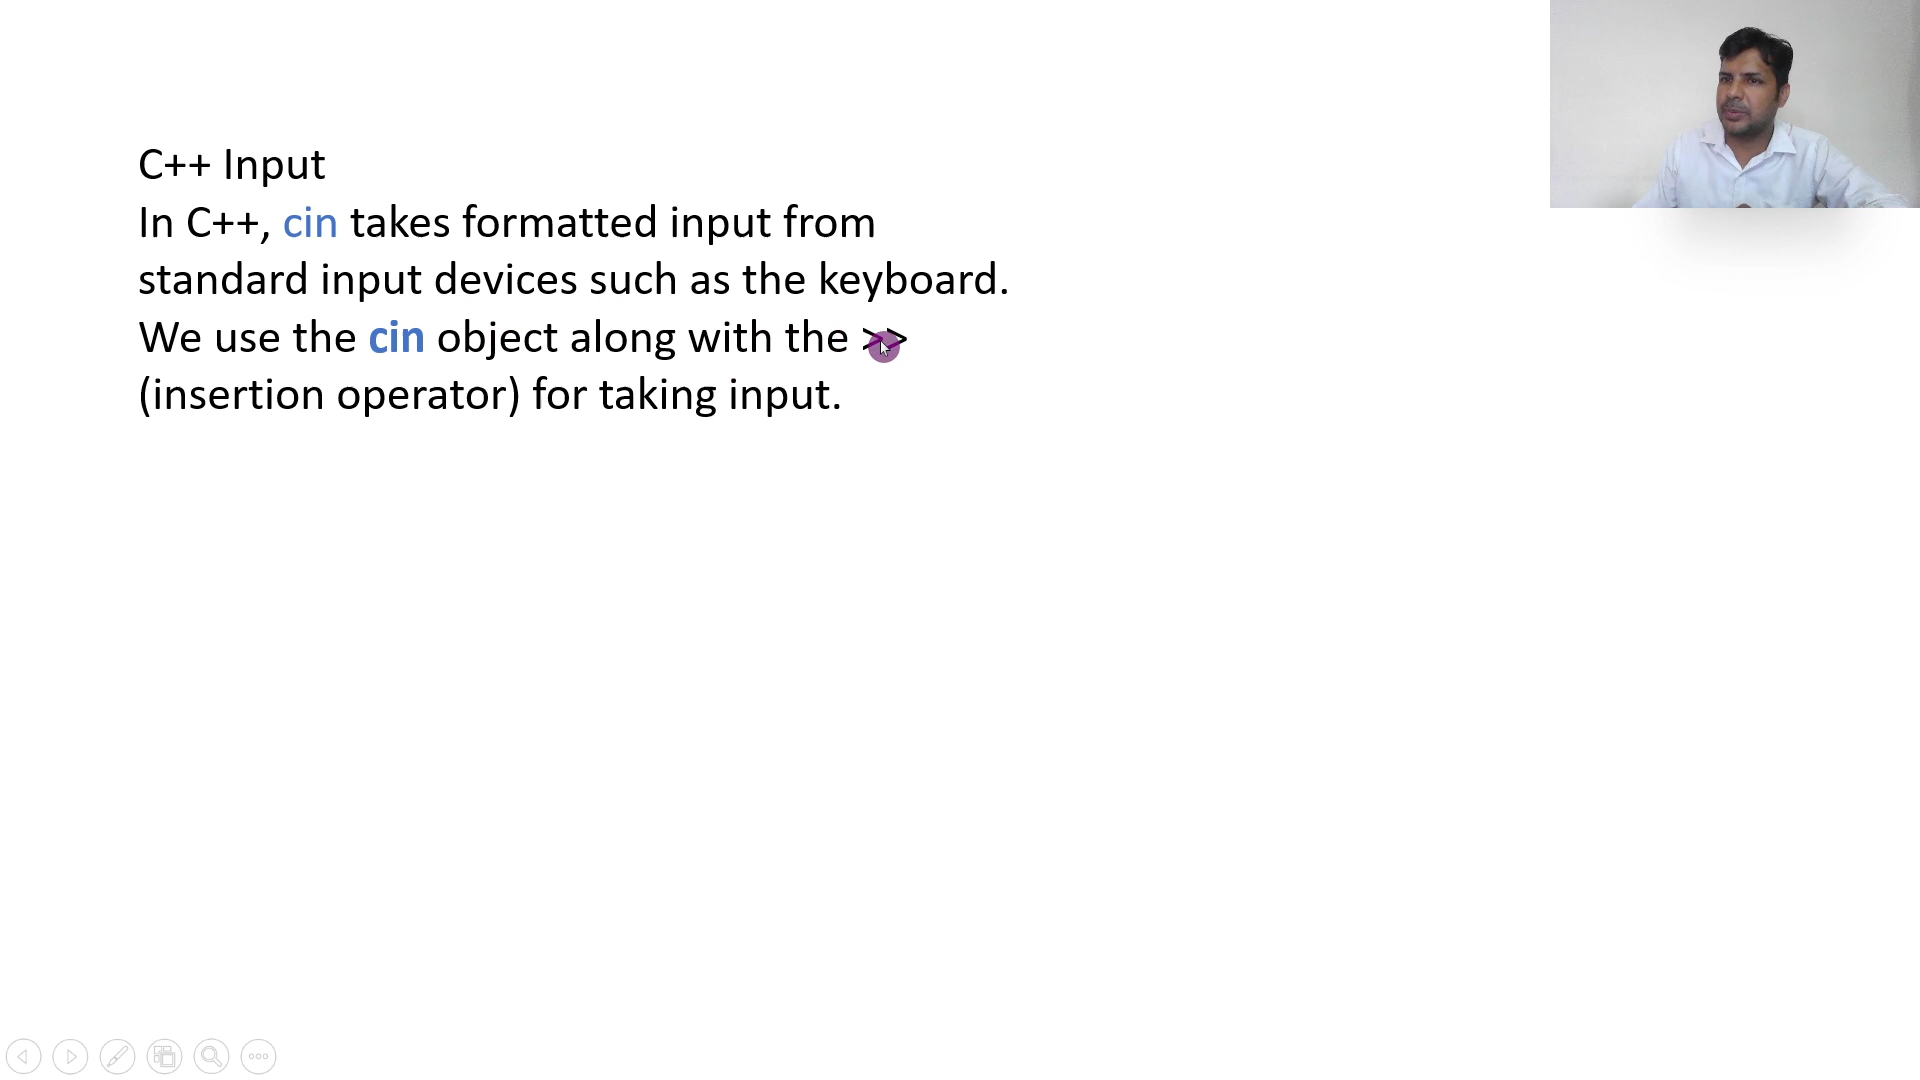 C++ Input
In C++, cin takes formatted input from
standard input devices such as the keyboard.
We use the cin object along with the >>
(insertion operator) for taking input.